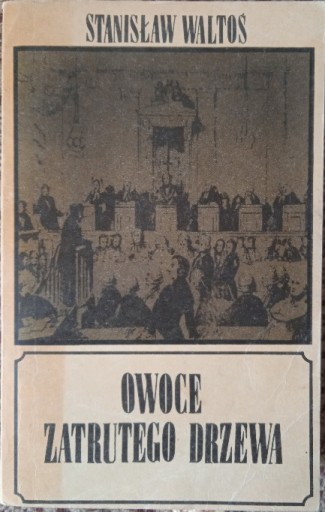 STANISŁAW WALTOŚ
OWOCE
ZATRUTEGO DRZEWA